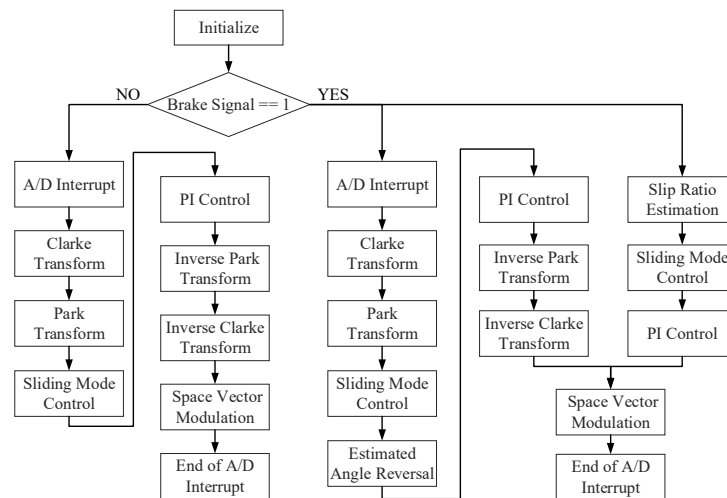 Initialize
Brake Signal == 1
NO
YES
A/D Interrupt
Clarke
Transform
Park
Transform
Sliding Mode
Control
PI Control
Inverse Park
Transform
Inverse Clarke
Transform
Space Vector
Modulation
End of A/D
Interrupt
A/D Interrupt
Clarke
Transform
Park
Transform
Sliding Mode
Control
Estimated
Angle Reversal
PI Control
Inverse Park
Transform
Inverse Clarke
Transform
Slip Ratio
Estimation
Sliding Mode
Control
PI Control
Space Vector
Modulation
End of A/D
Interrupt